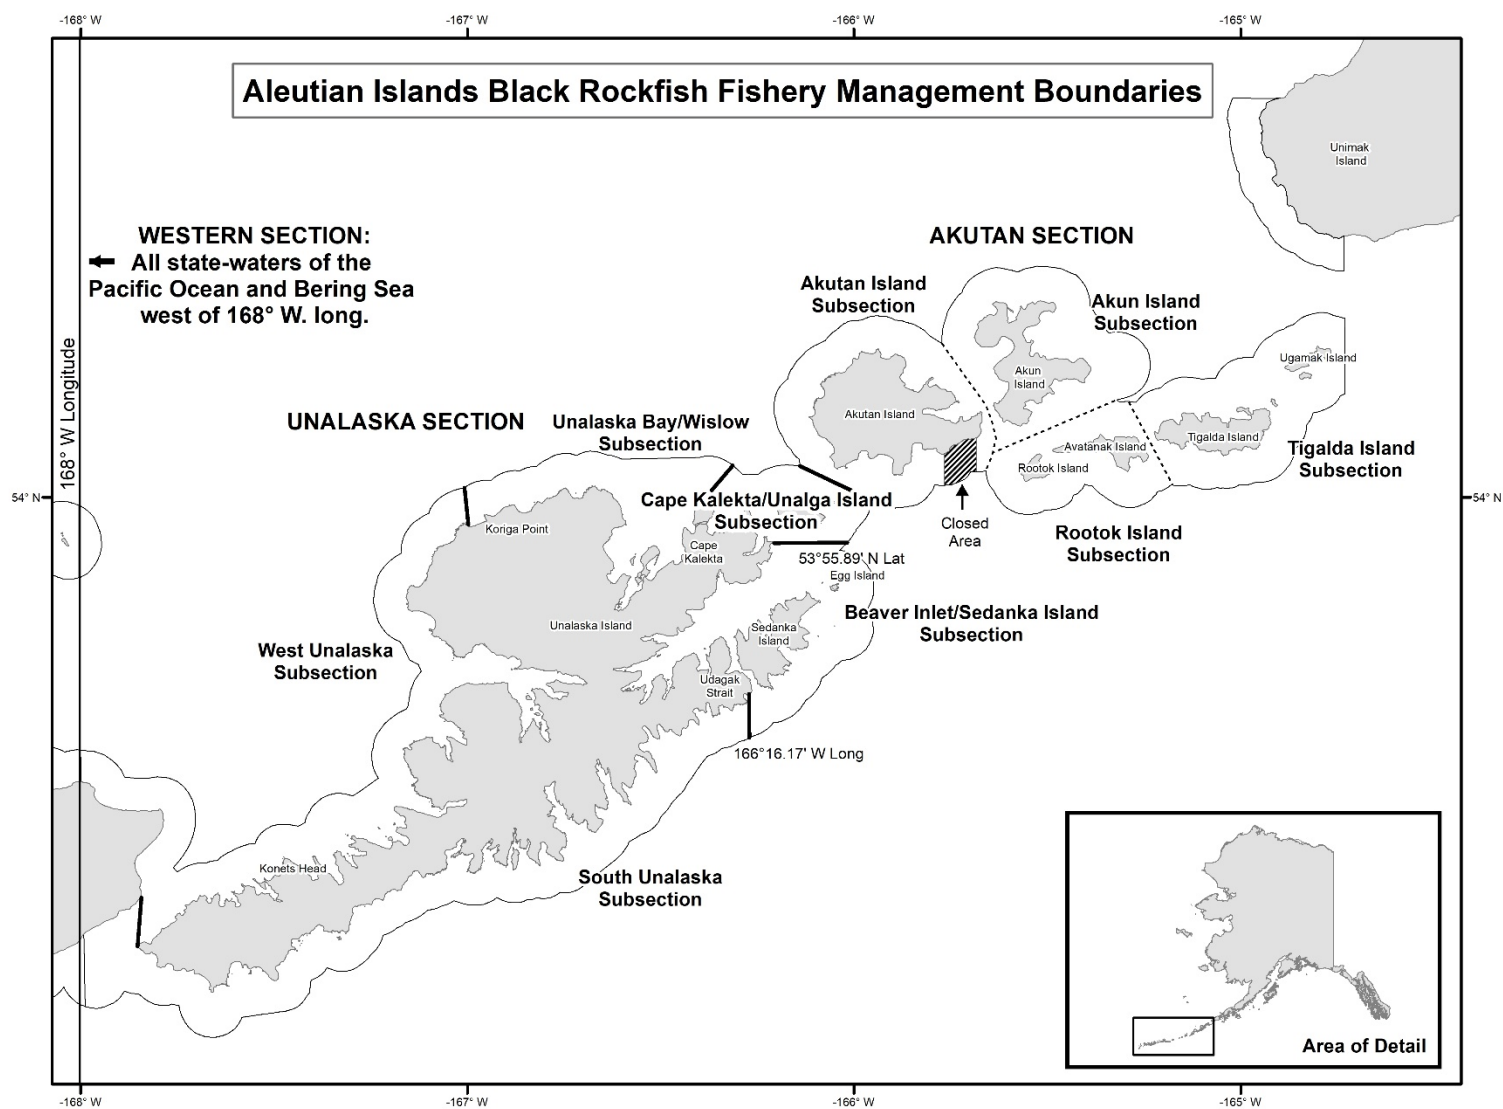 -168° W
-167° W
-166° W
-165° W
Aleutian Islands Black Rockfish Fishery Management Boundaries
Unimak
Island
WESTERN SECTION:
All state-waters of the
Pacific Ocean and Bering Sea
west of 168° W. long.
AKUTAN SECTION
Akutan Island
Subsection
Akun Island
Subsection
168° W Longitude
Ugamak Island
Akun
Island
UNALASKA SECTION
Unalaska Bay/Wislow
Subsection
Akutan Island
Tigalda Island
Avatanak Island
Rootok Island
Tigalda Island
Subsection
54° N
54° N
Cape Kalekta/Unalga Island
Subsection
Closed
Area
Rootok Island
Subsection
Koriga Point
Cape
Kalekta
53°55.89' N Lat
Egg Island
Beaver Inlet/Sedanka Island
Subsection
Unalaska Island
Sedanka
Island
West Unalaska
Subsection
Udagak
Strait
166°16.17' W Long
Konets Head
South Unalaska
Subsection
Area of Detail
-168° W
-167° W
-166° W
-165° W